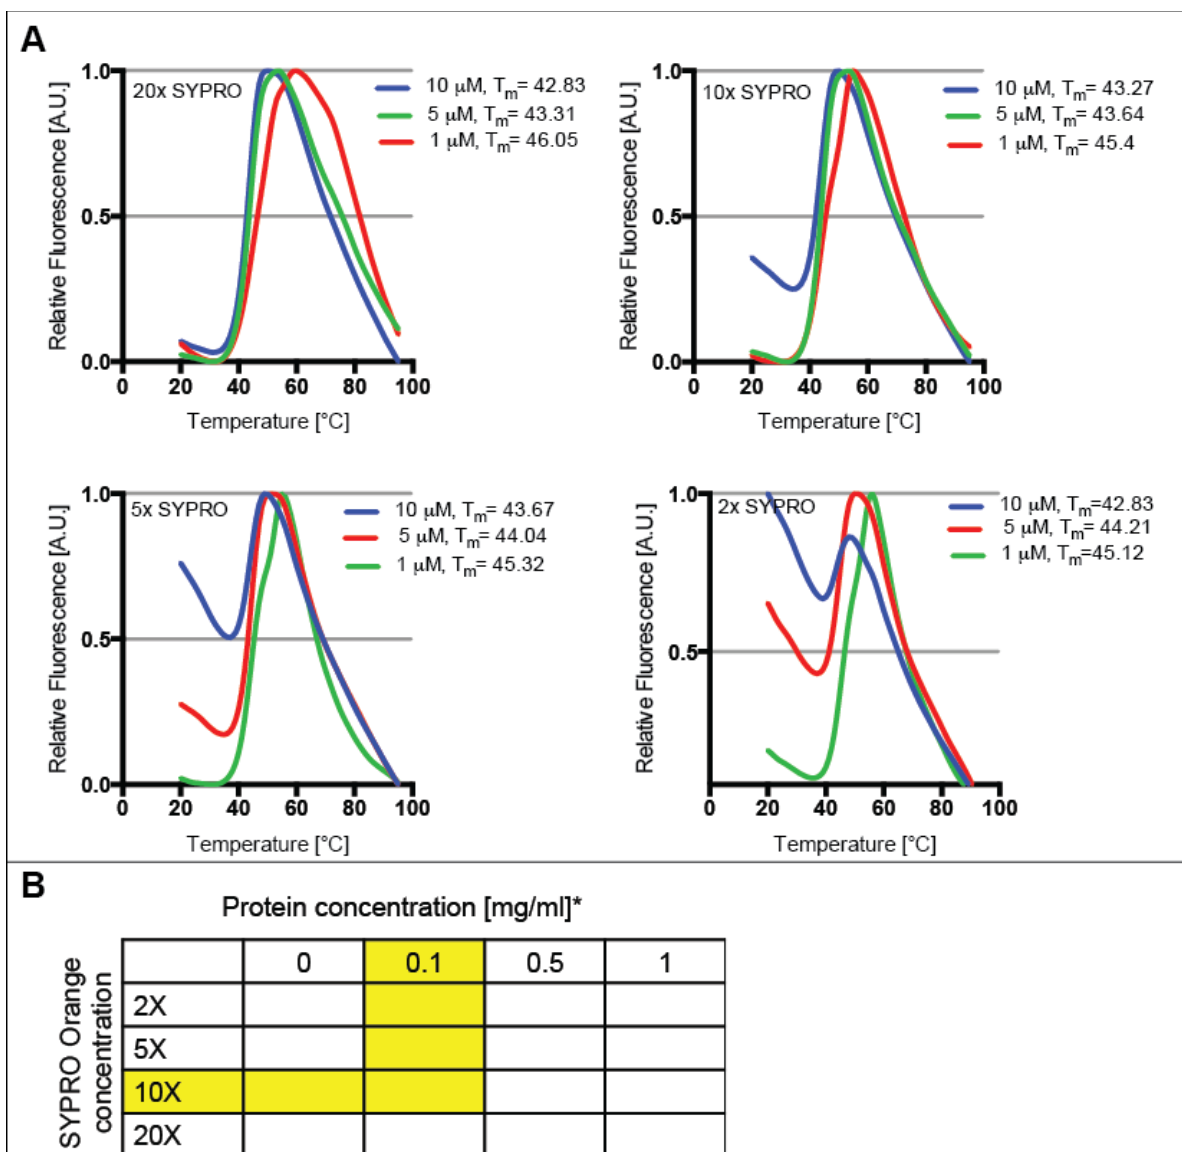 A
20x SYPRO
10 μM, Tm= 42.83
5 μM, Tm= 43.31
1 μM, Tm= 46.05
Relative Fluorescence [A.U.]
1.0
0.5
0.0
0 20 40 60 80 100
Temperature [°C]
10x SYPRO
10 μM, Tm= 43.27
5 μM, Tm= 43.64
1 μM, Tm= 45.4
Relative Fluorescence [A.U.]
1.0
0.5
0.0
0 20 40 60 80 100
Temperature [°C]
5x SYPRO
10 μM, Tm= 43.67
5 μM, Tm= 44.04
1 μM, Tm= 45.32
Relative Fluorescence [A.U.]
1.0
0.5
0.0
0 20 40 60 80 100
Temperature [°C]
2x SYPRO
10 μM, Tm=42.83
5 μM, Tm= 44.21
1 μM, Tm=45.12
Relative Fluorescence [A.U.]
1.0
0.5
0 20 40 60 80 100
Temperature [°C]
B
Protein concentration [mg/ml]*
SYPRO Orange
concentration
0 0.1 0.5 1
2X
5X
10X
20X